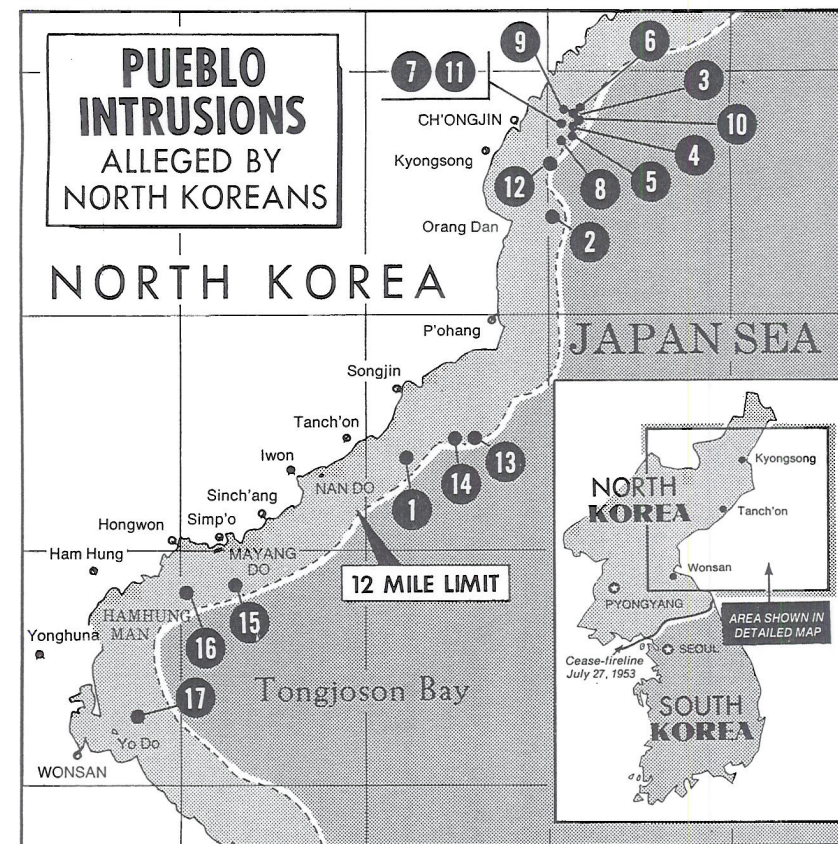 PUEBLO
INTRUSIONS
ALLEGED BY
NORTH KOREANS
9
6
7 11
3
CH'ONGJIN
10
Kyongsong
4
12
8
5
Orang Dan
2
NORTH KOREA
P'ohang
JAPAN SEA
Songjin
Tanch'on
Iwon
13
14
NAN DO
1
Sinch'ang
Simp'o
Hongwon
MAYANG
DO
Ham Hung
12 MILE LIMIT
HAMHUNG
MAN
15
16
Yonghuna
17
Tongjoson Bay
Yo Do
WONSAN
NORTH
KOREA
Kyongsong
Tanch'on
Wonsan
PYONGYANG
AREA SHOWN IN
DETAILED MAP
SEOUL
Cease-fireline
July 27, 1953
SOUTH
KOREA